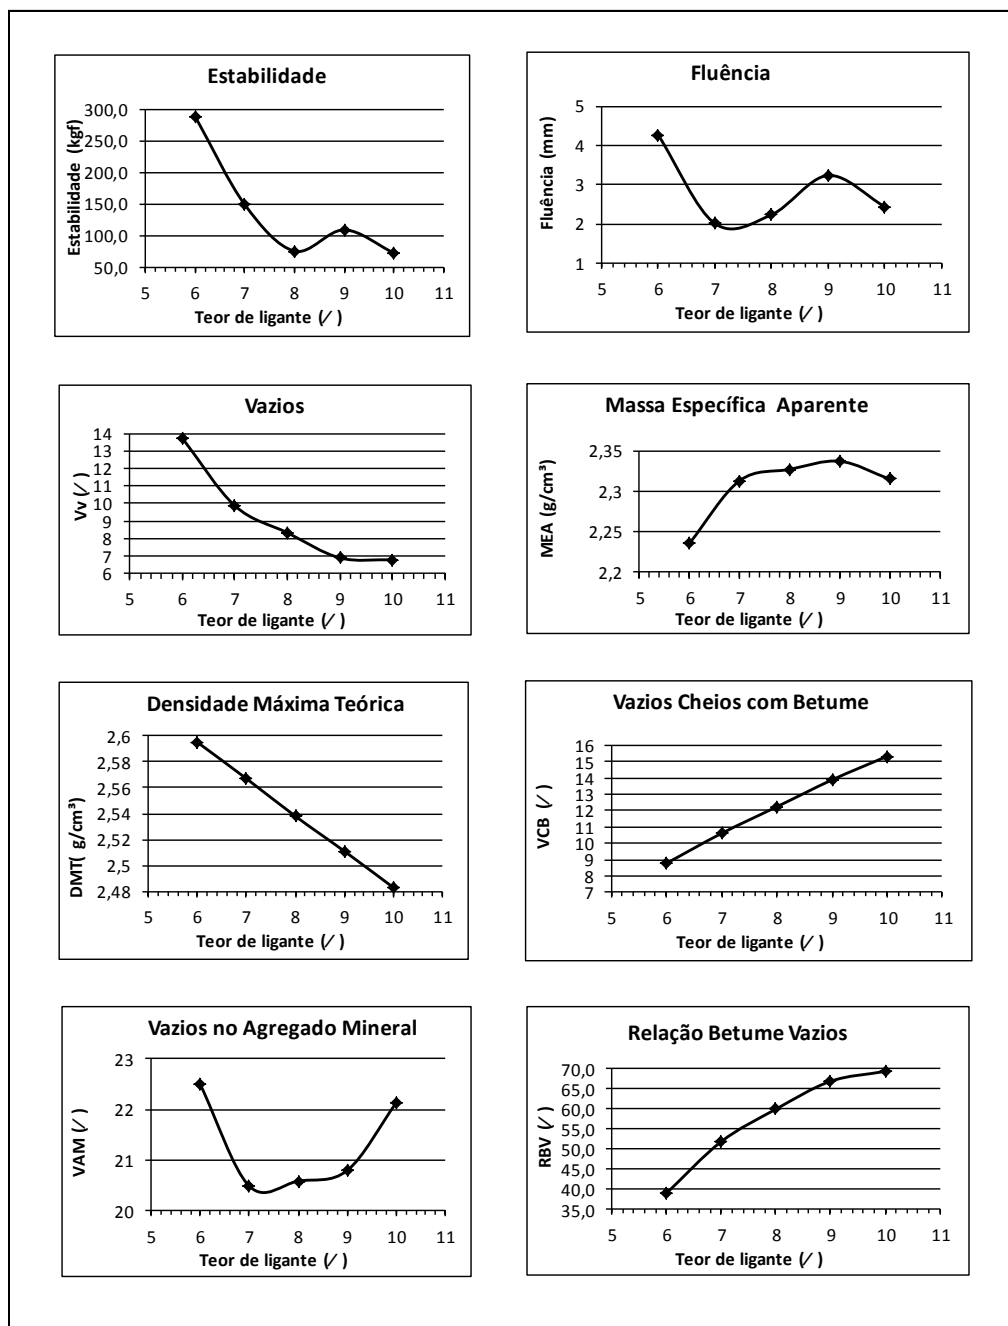 Estabilidade
Estabilidade (kgf)
300,0
250,0
200,0
150,0
100,0
50,0
5 6 7 8 9 10 11
Teor de ligante (⁄ )
Fluência
Fluência (mm)
5
4
3
2
1
5 6 7 8 9 10 11
Teor de ligante (⁄ )
Vazios
Vv (⁄ )
14
13
12
11
10
9
8
7
6
5 6 7 8 9 10 11
Teor de ligante (⁄ )
Massa Específica Aparente
MEA (g/cm³)
2,35
2,3
2,25
2,2
5 6 7 8 9 10 11
Teor de ligante (⁄ )
Densidade Máxima Teórica
DMT( g/cm³)
2,6
2,58
2,56
2,54
2,52
2,5
2,48
5 6 7 8 9 10 11
Teor de ligante (⁄ )
Vazios Cheios com Betume
VCB (⁄ )
16
15
14
13
12
11
10
9
8
7
5 6 7 8 9 10 11
Teor de ligante (⁄ )
Vazios no Agregado Mineral
VAM (⁄ )
23
22
21
20
5 6 7 8 9 10 11
Teor de ligante (⁄ )
Relação Betume Vazios
RBV (⁄ )
70,0
65,0
60,0
55,0
50,0
45,0
40,0
35,0
5 6 7 8 9 10 11
Teor de ligante (⁄ )